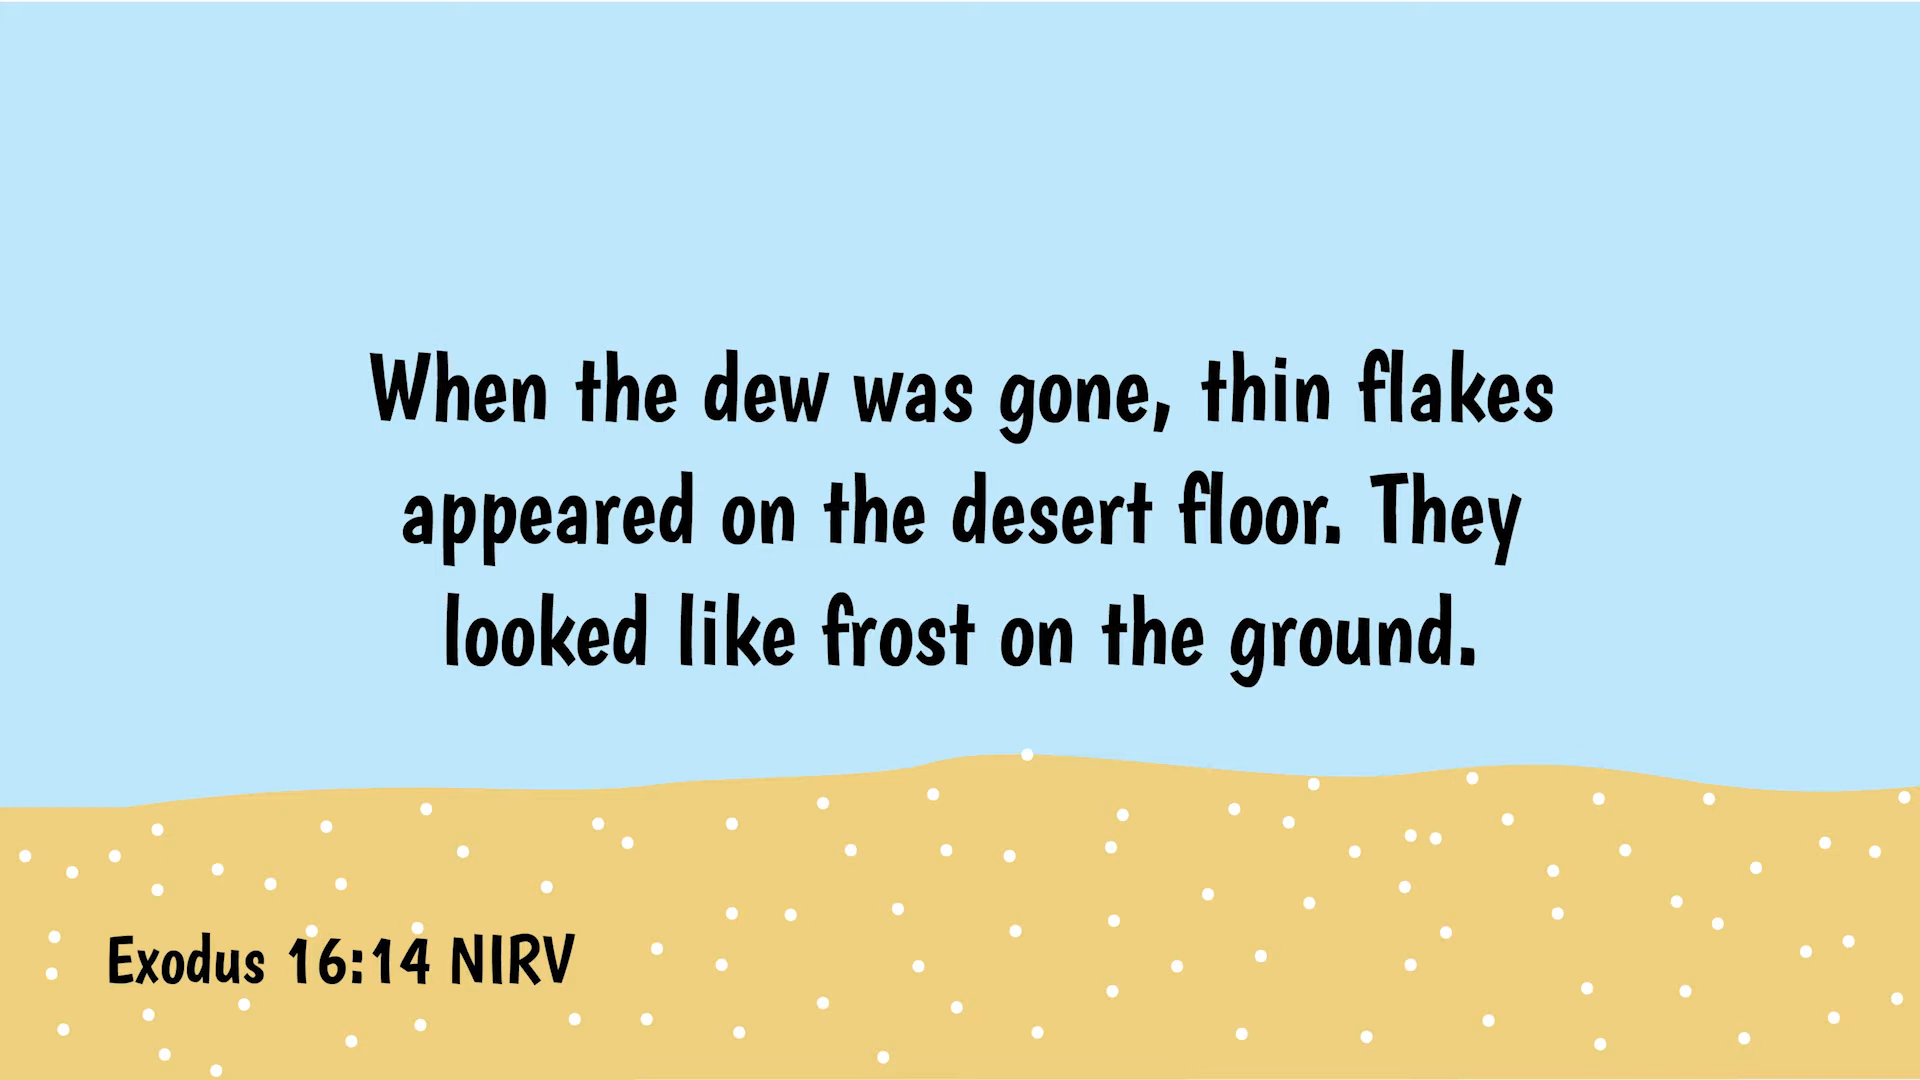 When the dew was gone, thin flakes
appeared on the desert floor. They
looked like frost on the ground.
Exodus 16:14 NIRV